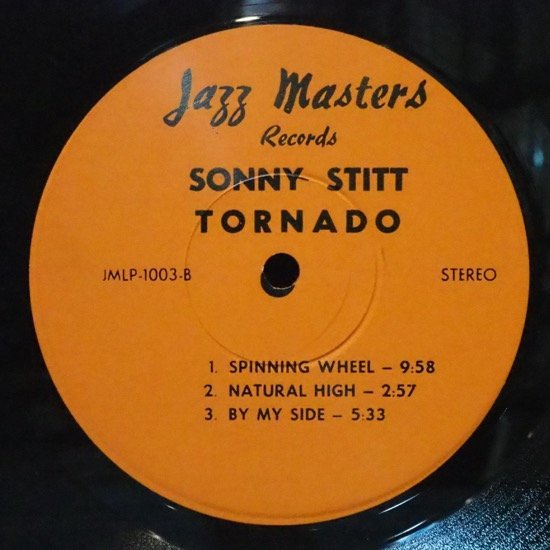 Jazz Masters
Records
SONNY STITT
TORNADO
JMLP-1003-B STEREO
1. SPINNING WHEEL – 9:58
2. NATURAL HIGH – 2:57
3. BY MY SIDE – 5:33